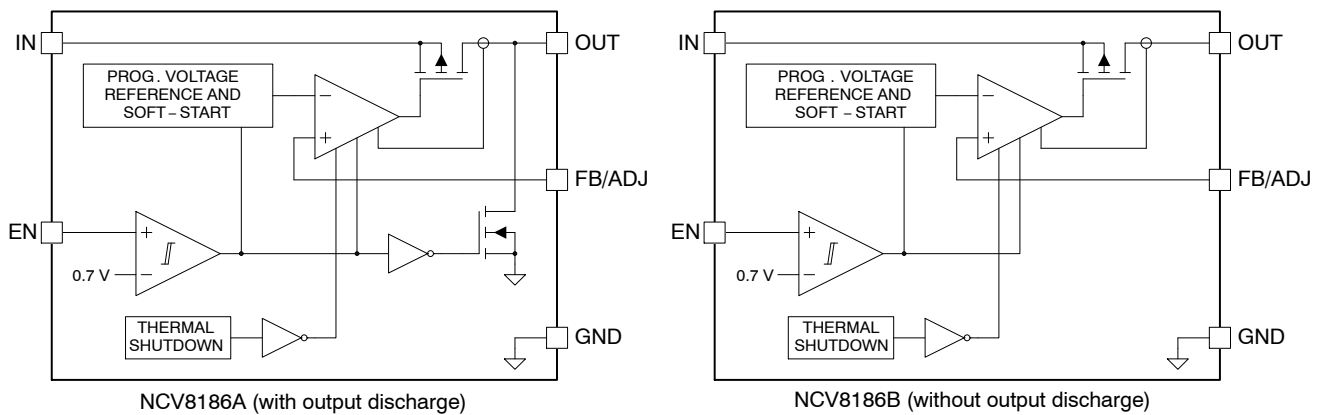 IN
OUT
PROG . VOLTAGE
REFERENCE AND
SOFT – START
−
+
FB/ADJ
EN
+
0.7 V
−
THERMAL
SHUTDOWN
GND
NCV8186A (with output discharge)
IN
OUT
PROG . VOLTAGE
REFERENCE AND
SOFT – START
−
+
FB/ADJ
EN
+
0.7 V
−
THERMAL
SHUTDOWN
GND
NCV8186B (without output discharge)